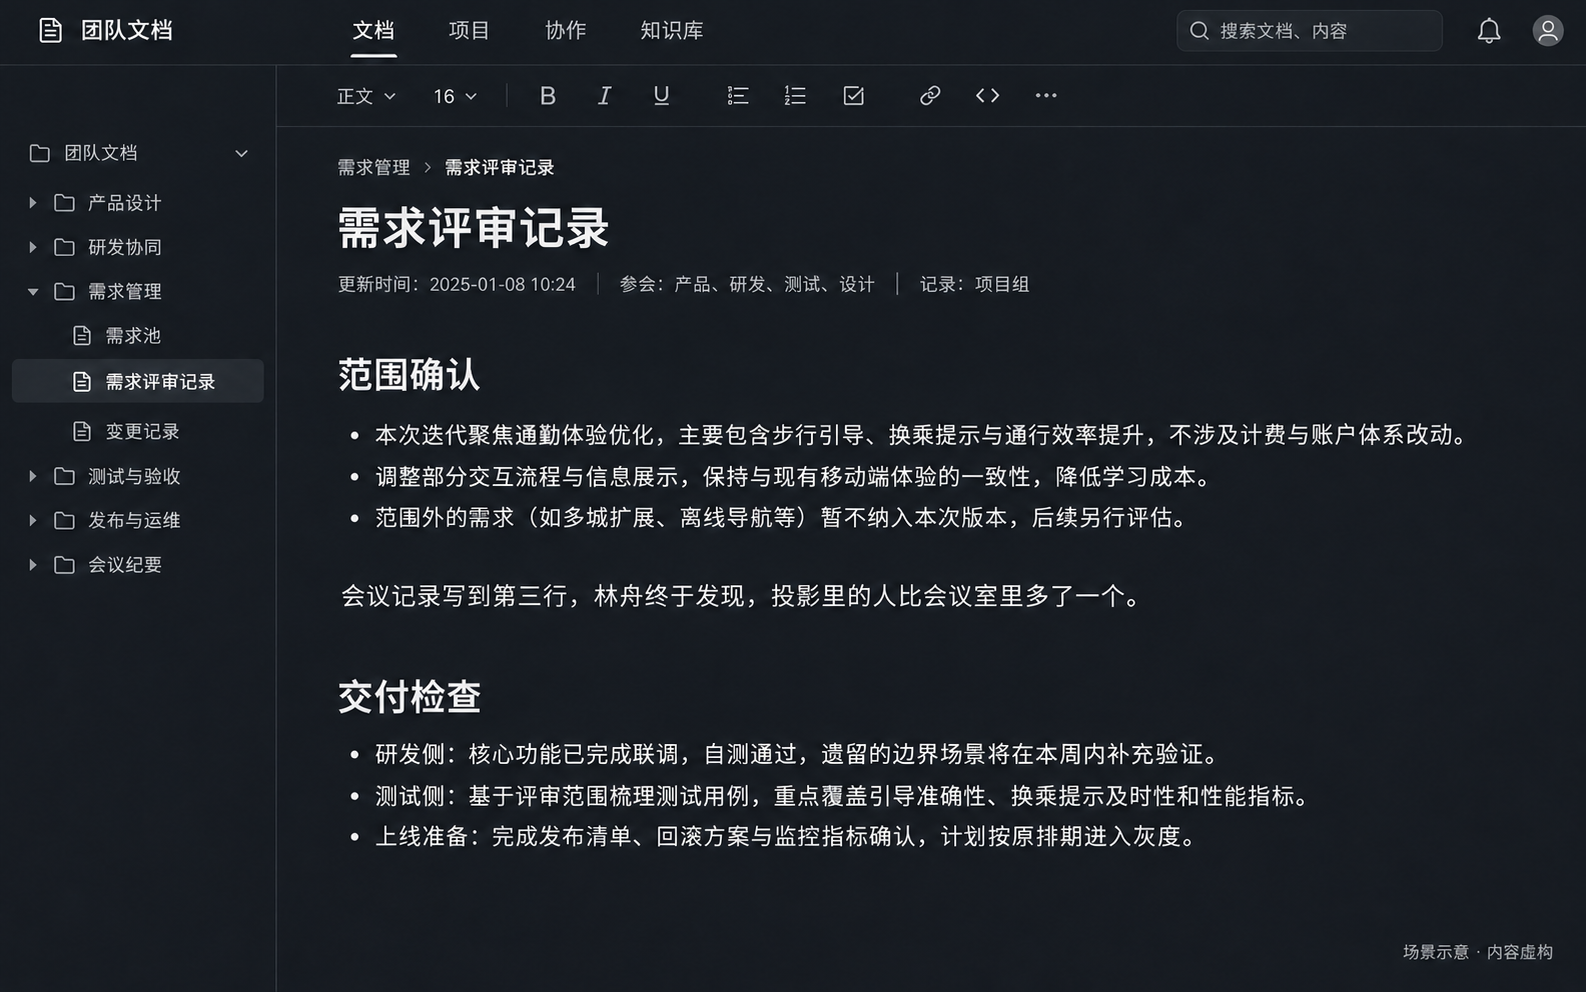 团队文档
文档
项目
协作
知识库
搜索文档、内容
正文
16
B
I
U
团队文档
产品设计
研发协同
需求管理
需求池
需求评审记录
变更记录
测试与验收
发布与运维
会议纪要
需求管理 > 需求评审记录
需求评审记录
更新时间：2025-01-08 10:24 | 参会：产品、研发、测试、设计 | 记录：项目组
范围确认
• 本次迭代聚焦通勤体验优化，主要包含步行引导、换乘提示与通行效率提升，不涉及计费与账户体系改动。
• 调整部分交互流程与信息展示，保持与现有移动端体验的一致性，降低学习成本。
• 范围外的需求（如多城扩展、离线导航等）暂不纳入本次版本，后续另行评估。
会议记录写到第三行，林舟终于发现，投影里的人比会议室里多了一个。
交付检查
• 研发侧：核心功能已完成联调，自测通过，遗留的边界场景将在本周内补充验证。
• 测试侧：基于评审范围梳理测试用例，重点覆盖引导准确性、换乘提示及时性和性能指标。
• 上线准备：完成发布清单、回滚方案与监控指标确认，计划按原排期进入灰度。
场景示意 · 内容虚构